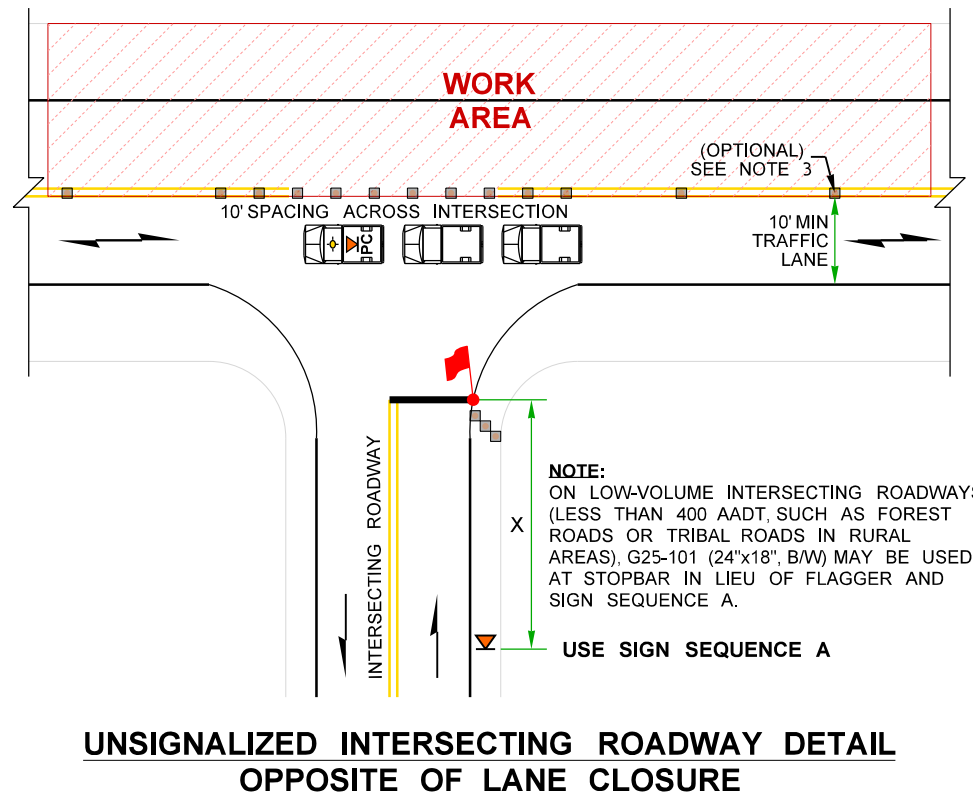 WORK
AREA
(OPTIONAL)
SEE NOTE 3
10' SPACING ACROSS INTERSECTION
10' MIN
TRAFFIC
LANE
PC
INTERSECTING ROADWAY
X
NOTE:
ON LOW-VOLUME INTERSECTING ROADWAYS
(LESS THAN 400 AADT, SUCH AS FOREST
ROADS OR TRIBAL ROADS IN RURAL
AREAS), G25-101 (24"x18", B/W) MAY BE USED
AT STOPBAR IN LIEU OF FLAGGER AND
SIGN SEQUENCE A.
USE SIGN SEQUENCE A
UNSIGNALIZED INTERSECTING ROADWAY DETAIL
OPPOSITE OF LANE CLOSURE